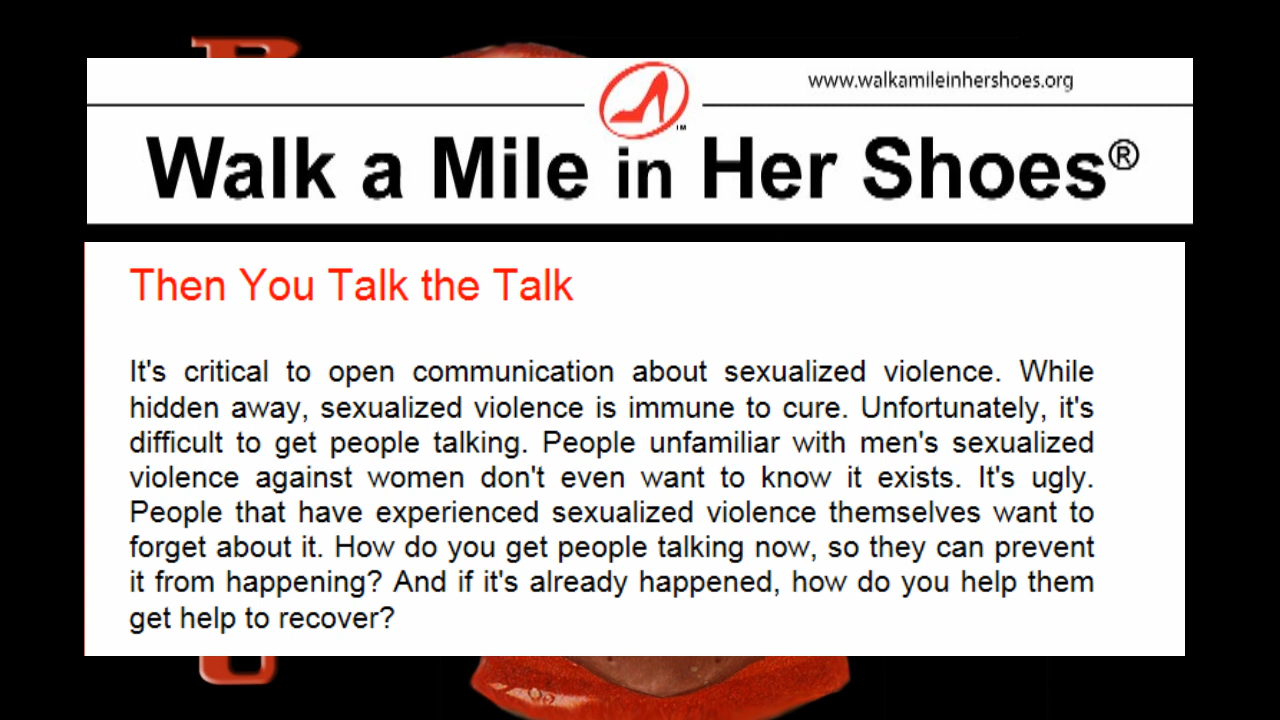 www.walkamileinhershoes.org
TM
Walk a Mile in Her Shoes®
Then You Talk the Talk
It's critical to open communication about sexualized violence. While
hidden away, sexualized violence is immune to cure. Unfortunately, it's
difficult to get people talking. People unfamiliar with men's sexualized
violence against women don't even want to know it exists. It's ugly.
People that have experienced sexualized violence themselves want to
forget about it. How do you get people talking now, so they can prevent
it from happening? And if it's already happened, how do you help them
get help to recover?